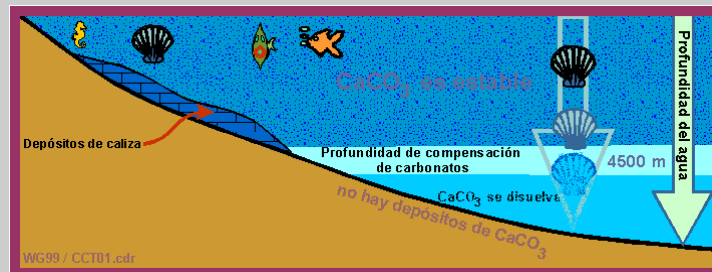 CaCO3 es estable
Profundidad del agua
Depósitos de caliza
Profundidad de compensación
de carbonatos
4500 m
CaCO3 se disuelva
no hay depósitos de CaCO3
WG99 / CCT01.cdr